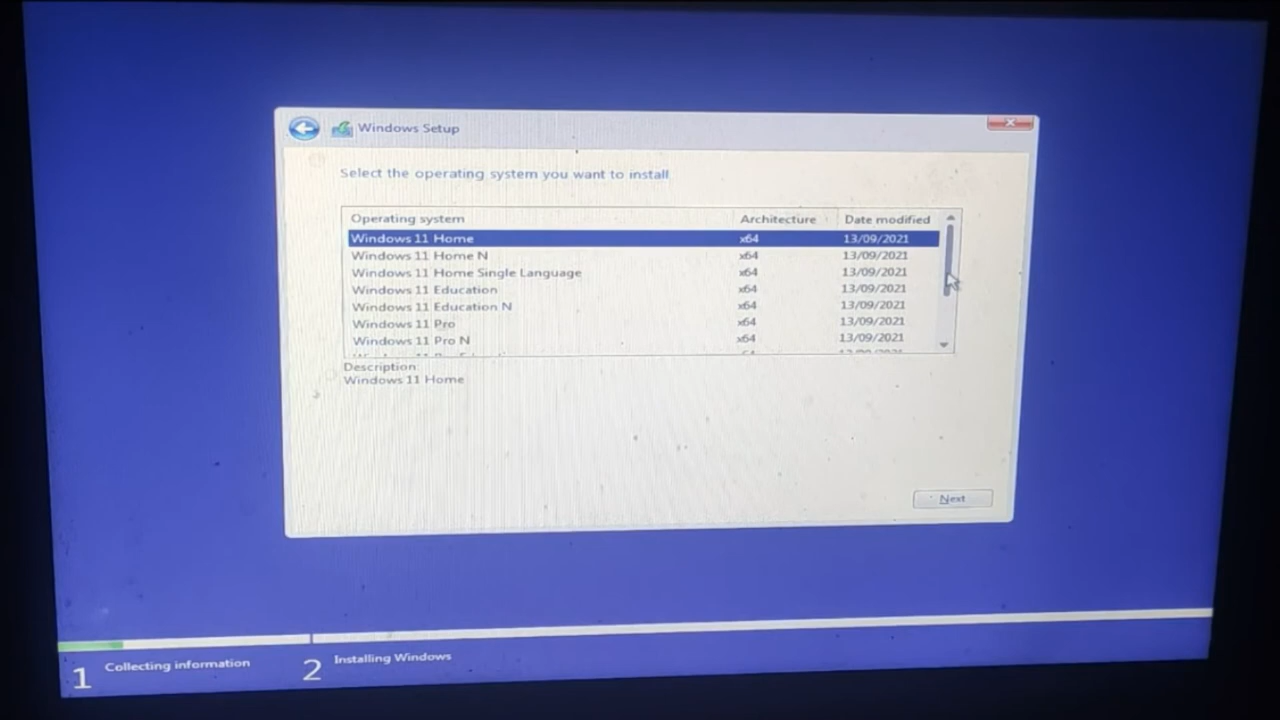 Windows Setup
Select the operating system you want to install
Operating system Architecture Date modified
Windows 11 Home x64 13/09/2021
Windows 11 Home N x64 13/09/2021
Windows 11 Home Single Language x64 13/09/2021
Windows 11 Education x64 13/09/2021
Windows 11 Education N x64 13/09/2021
Windows 11 Pro x64 13/09/2021
Windows 11 Pro N x64 13/09/2021
Description:
Windows 11 Home
Next
1 Collecting information 2 Installing Windows